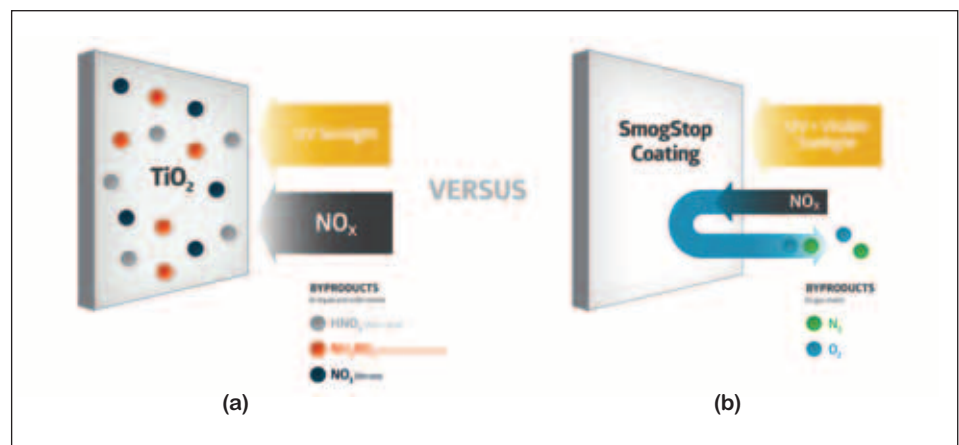 TiO₂
UV Sunlight
NOₓ
BYPRODUCTS
HNO₃
NO₃
(a)
VERSUS
SmogStop
Coating
UV + Visible
Sunlight
NOₓ
BYPRODUCTS
N₂
O₂
(b)